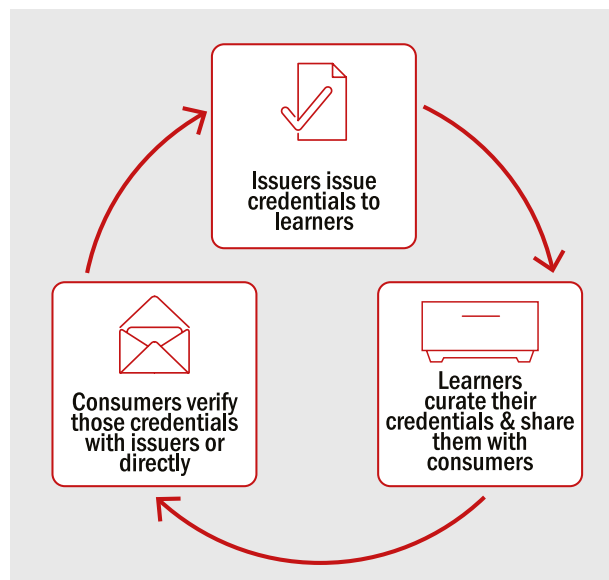 Issuers issue
credentials to
learners
Learners
curate their
credentials & share
them with
consumers
Consumers verify
those credentials
with issuers or
directly